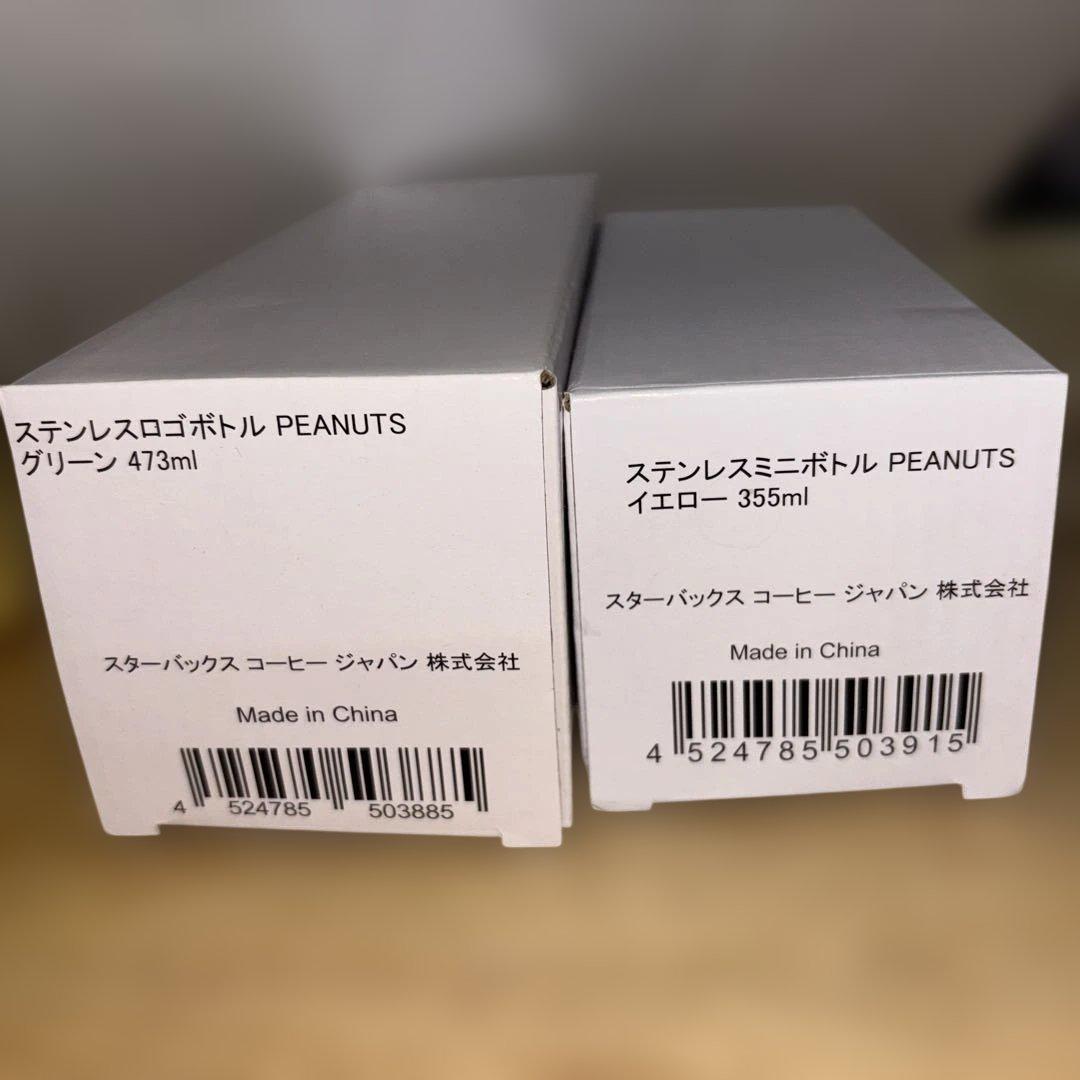 ステンレスロゴボトル PEANUTS
グリーン 473ml
スターバックス コーヒー ジャパン 株式会社
Made in China
4 524785 503885
ステンレスミニボトル PEANUTS
イエロー 355ml
スターバックス コーヒー ジャパン 株式会社
Made in China
4 524785 503915